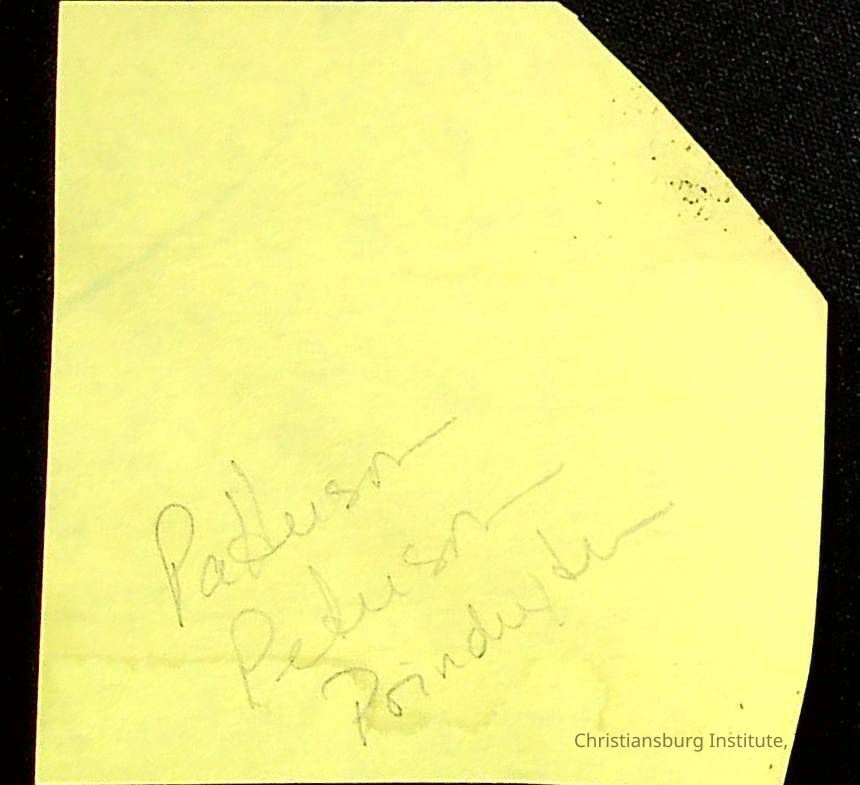 Patterson
Peterson
Poindexter
Christiansburg Institute,